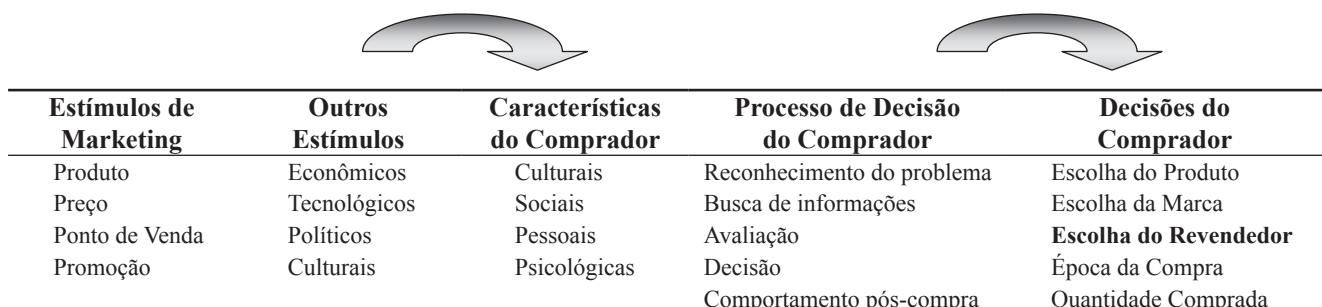 Estímulos de Marketing
Outros Estímulos
Características do Comprador
Processo de Decisão do Comprador
Decisões do Comprador
Produto Econômicos Culturais Reconhecimento do problema Escolha do Produto
Preço Tecnológicos Sociais Busca de informações Escolha da Marca
Ponto de Venda Políticos Pessoais Avaliação Escolha do Revendedor
Promoção Culturais Psicológicas Decisão Época da Compra
Comportamento pós-compra Quantidade Comprada